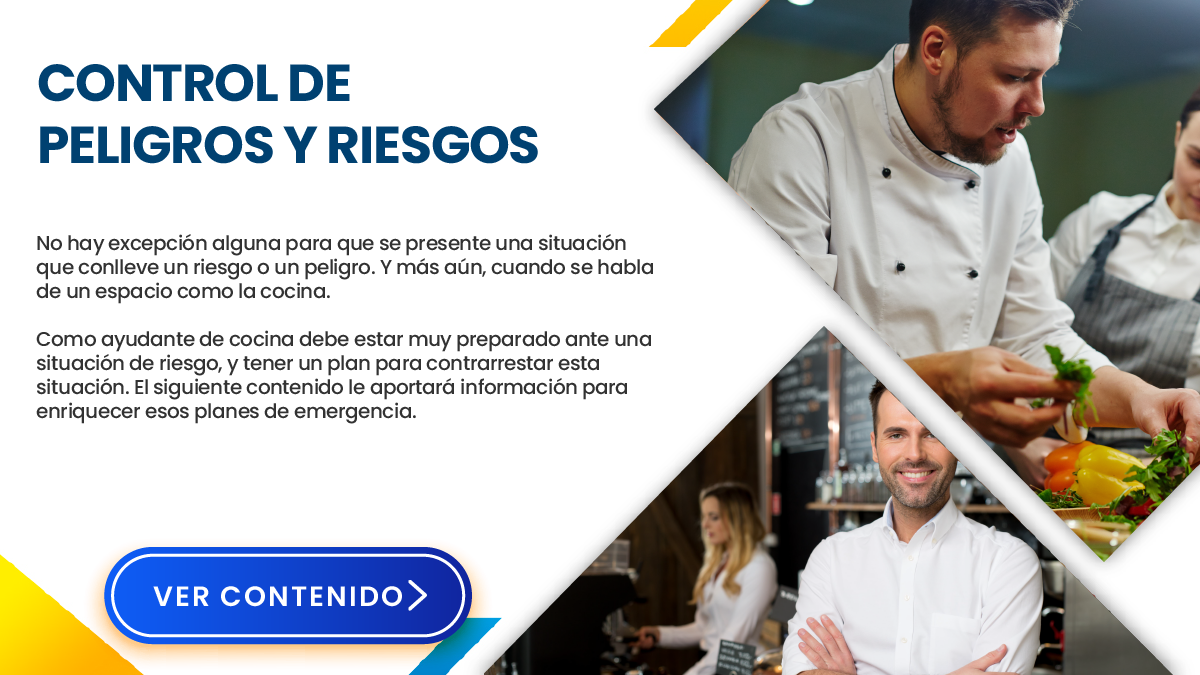 CONTROL DE
PELIGROS Y RIESGOS
No hay excepción alguna para que se presente una situación
que conlleve un riesgo o un peligro. Y más aún, cuando se habla
de un espacio como la cocina.
Como ayudante de cocina debe estar muy preparado ante una
situación de riesgo, y tener un plan para contrarrestar esta
situación. El siguiente contenido le aportará información para
enriquecer esos planes de emergencia.
VER CONTENIDO